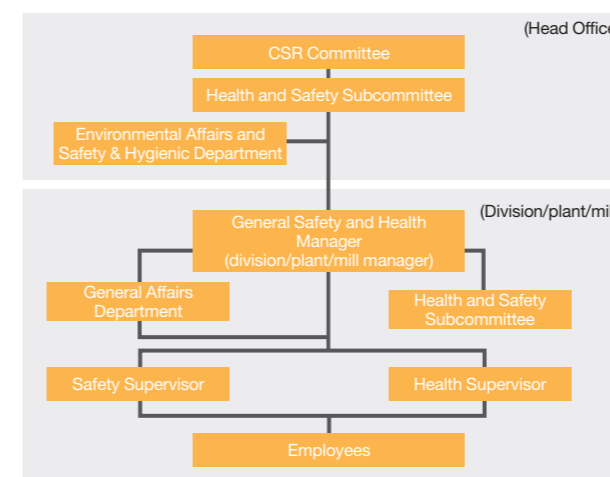 (Head Office
CSR Committee
Health and Safety Subcommittee
Environmental Affairs and
Safety & Hygienic Department
(Division/plant/mill
General Safety and Health
Manager
(division/plant/mill manager)
General Affairs
Department
Health and Safety
Subcommittee
Safety Supervisor
Health Supervisor
Employees